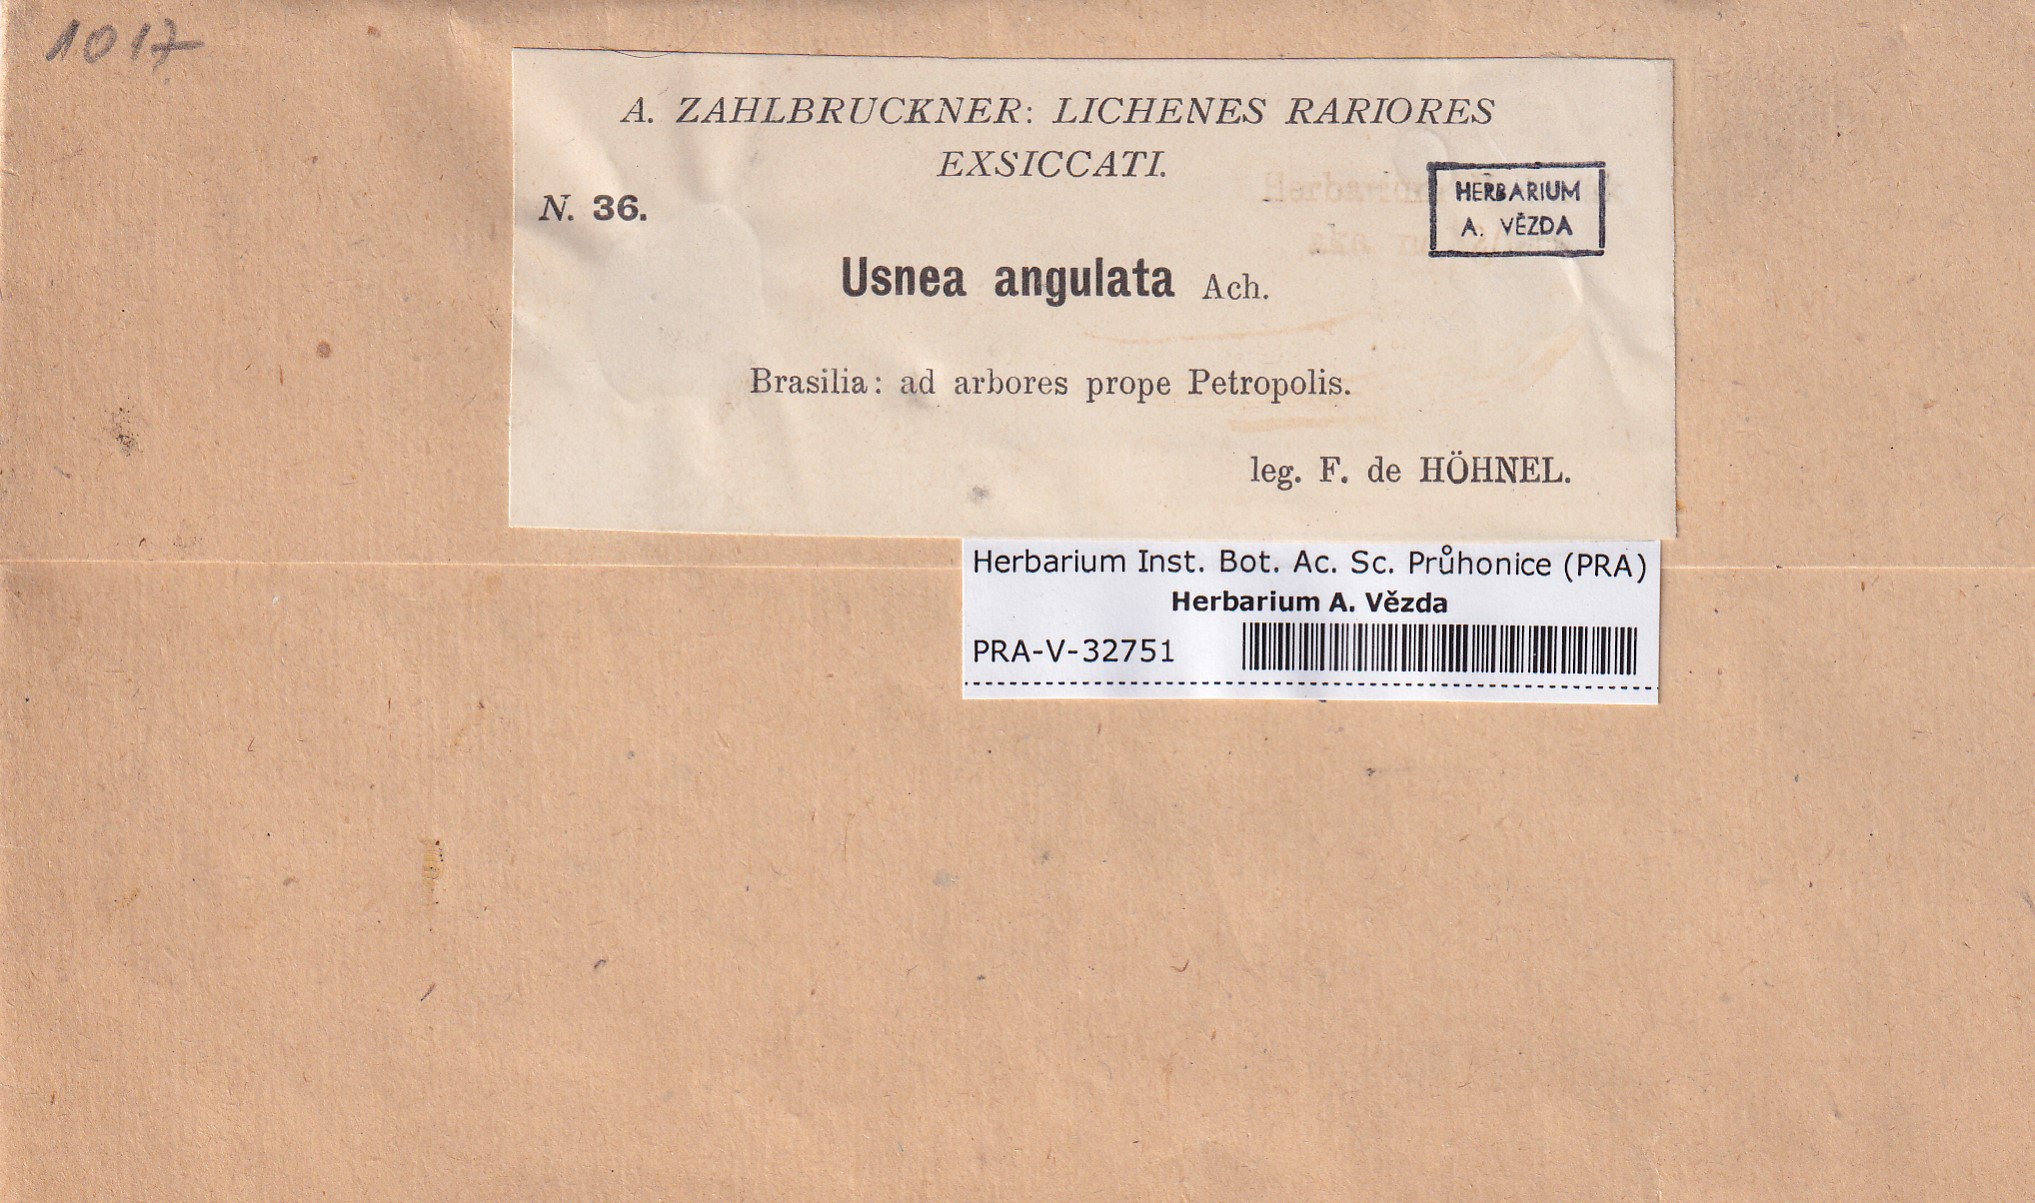 1017
A. ZAHLBRUCKNER: LICHENES RARIORES
EXSICCATI.
N. 36.
HERBARIUM
A. VĚZDA
Usnea angulata Ach.
Brasilia: ad arbores prope Petropolis.
leg. F. de HÖHNEL.
Herbarium Inst. Bot. Ac. Sc. Průhonice (PRA)
Herbarium A. Vězda
PRA-V-32751